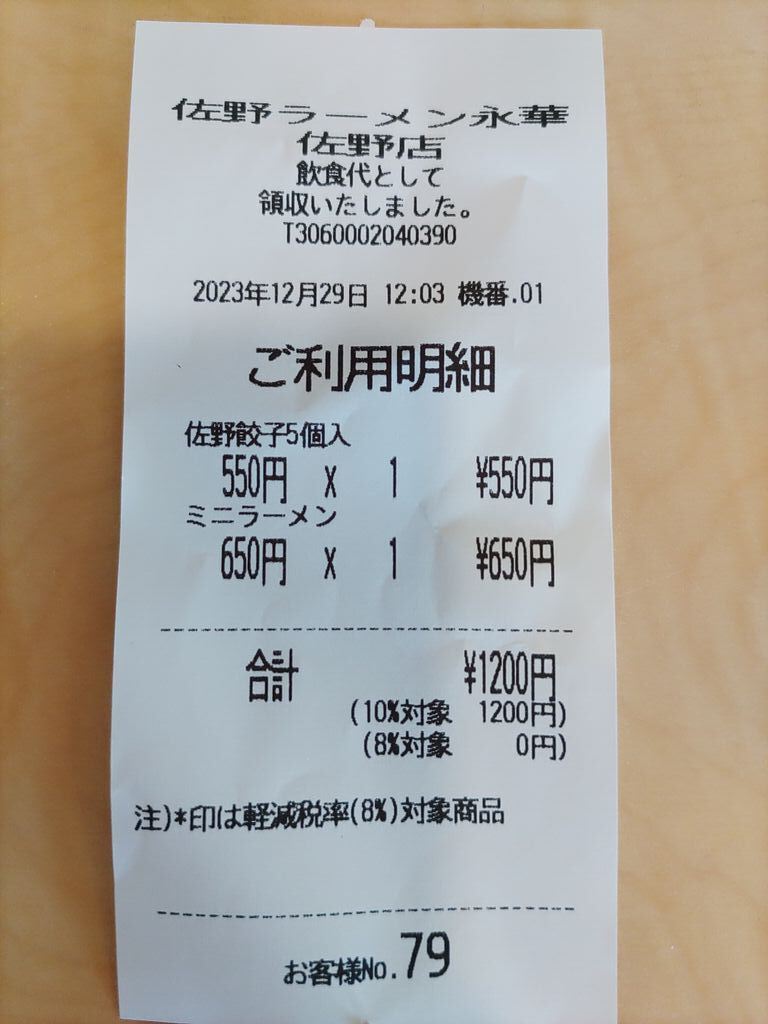 佐野ラーメン永華
佐野店
飲食代として
領収いたしました。
T3060002040390
2023年12月29日 12:03 機番.01
ご利用明細
佐野餃子5個入
550円 x 1 ¥550円
ミニラーメン
650円 x 1 ¥650円
合計 ¥1200円
(10%対象 1200円)
(8%対象 0円)
注)*印は軽減税率(8%)対象商品
お客様No.79